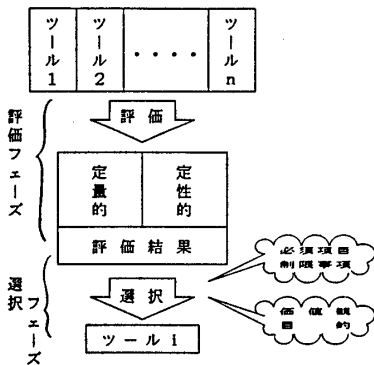 ツール1
ツール2
・・・・
ツールn
評価フェーズ
評価
定量的
定性的
評価結果
必須項目
制限事項
選択フェーズ
選択
価値観
目的
ツールi